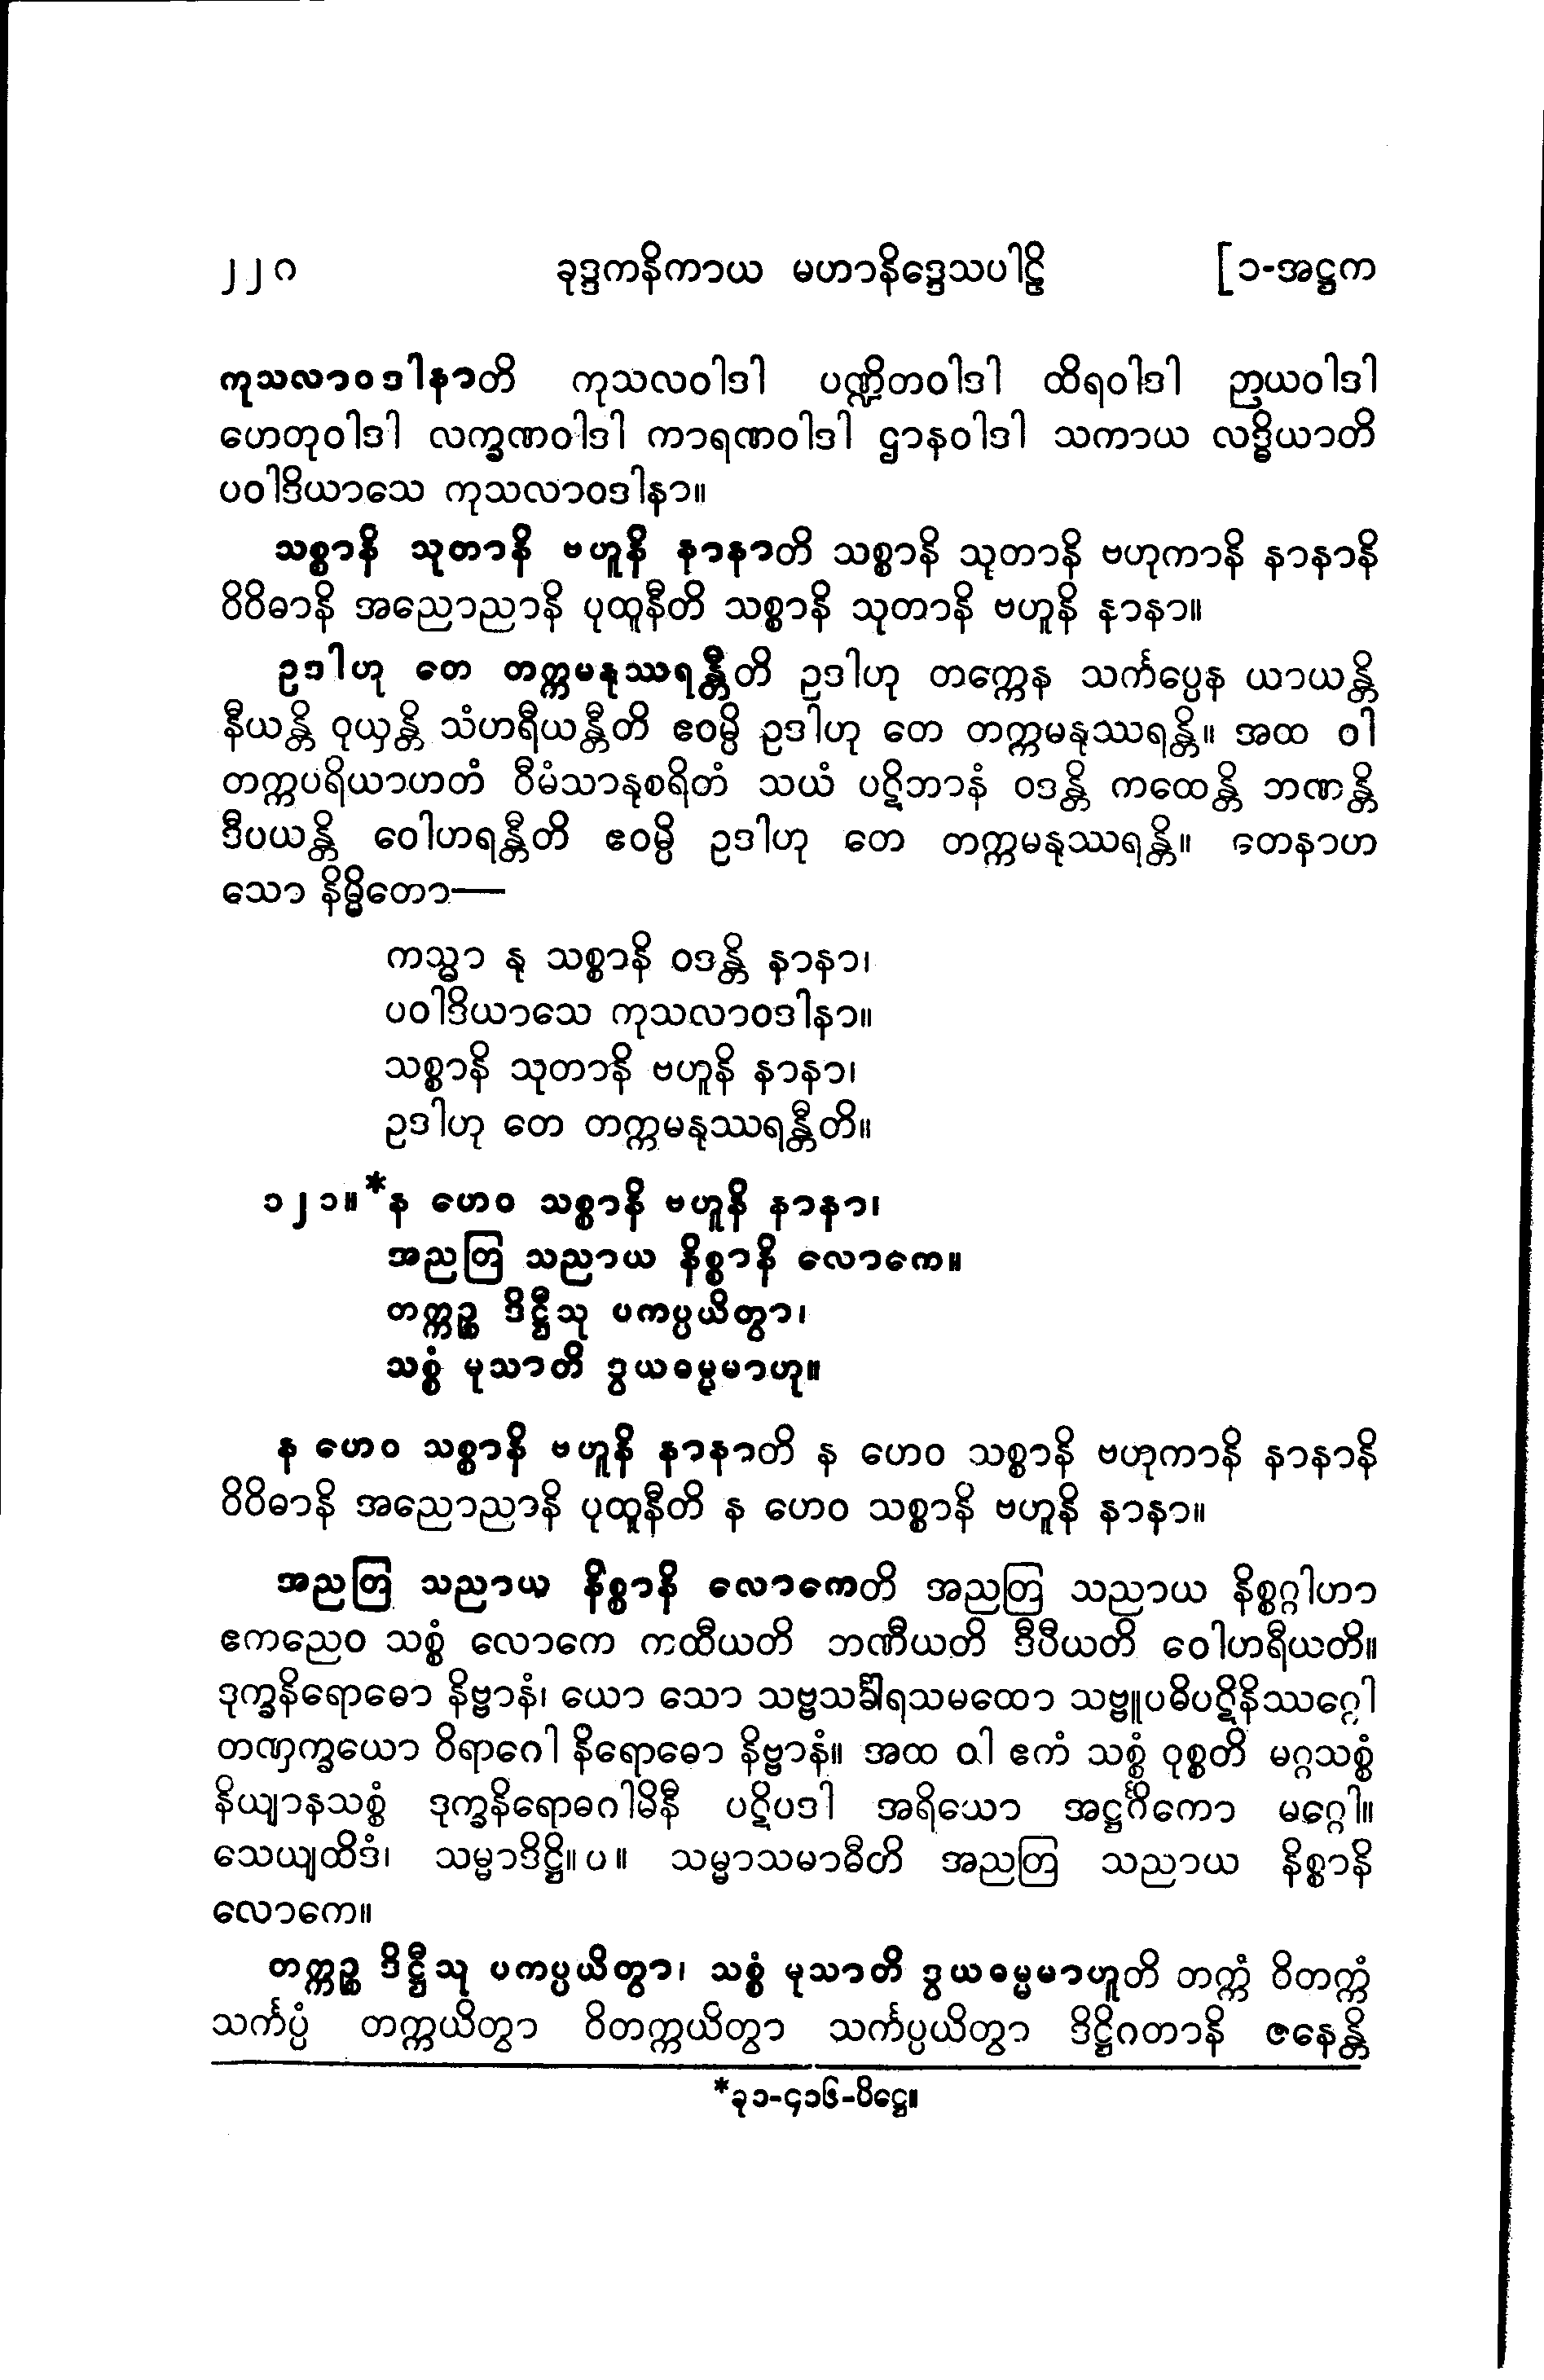 ၂၂၀ ခုဒ္ဒကနိကာယ မဟာနိဒ္ဒေသပါဠိ [၁-အဋ္ဌက
ကုသလာဝဒါနာတိ ကုသလဝါဒါ ပဏ္ဍိတဝါဒါ ထိရဝါဒါ ဉာယဝါဒါ
ဟေတုဝါဒါ လက္ခဏဝါဒါ ကာရဏဝါဒါ ဌာနဝါဒါ သကာယ လဒ္ဓိယာတိ
ပဝါဒိယာသေ ကုသလာဝဒါနာ။
သစ္စာနိ သုတာနိ ဗဟူနိ နာနာတိ သစ္စာနိ သုတာနိ ဗဟုကာနိ နာနာနိ
ဝိဝိဓာနိ အညောညာနိ ပုထူနီတိ သစ္စာနိ သုတာနိ ဗဟူနိ နာနာ။
ဥဒါဟု တေ တက္ကမနုဿရန္တီတိ ဥဒါဟု တက္ကေန သင်္ကပ္ပေန ယာယန္တိ
နီယန္တိ ဝုယှန္တိ သံဟရီယန္တီတိ ဧဝမ္ပိ ဥဒါဟု တေ တက္ကမနုဿရန္တိ။ အထ ဝါ
တက္ကပရိယာဟတံ ဝီမံသာနုစရိတံ သယံ ပဋိဘာနံ ဝဒန္တိ ကထေန္တိ ဘဏန္တိ
ဒီပယန္တိ ဝေါဟရန္တီတိ ဧဝမ္ပိ ဥဒါဟု တေ တက္ကမနုဿရန္တိ။ တေနာဟ
သော နိမ္မိတော—
ကသ္မာ နု သစ္စာနိ ဝဒန္တိ နာနာ၊
ပဝါဒိယာသေ ကုသလာဝဒါနာ။
သစ္စာနိ သုတာနိ ဗဟူနိ နာနာ၊
ဥဒါဟု တေ တက္ကမနုဿရန္တီတိ။
၁၂၁။ *န ဟေဝ သစ္စာနိ ဗဟူနိ နာနာ၊
အညတြ သညာယ နိစ္စာနိ လောကေ။
တက္ကဉ္စ ဒိဋ္ဌီသု ပကပ္ပယိတွာ၊
သစ္စံ မုသာတိ ဒွယဓမ္မမာဟု။
န ဟေဝ သစ္စာနိ ဗဟူနိ နာနာတိ န ဟေဝ သစ္စာနိ ဗဟုကာနိ နာနာနိ
ဝိဝိဓာနိ အညောညာနိ ပုထူနီတိ န ဟေဝ သစ္စာနိ ဗဟူနိ နာနာ။
အညတြ သညာယ နိစ္စာနိ လောကေတိ အညတြ သညာယ နိစ္စဂ္ဂါဟာ
ဧကညေဝ သစ္စံ လောကေ ကထီယတိ ဘဏီယတိ ဒီပီယတိ ဝေါဟရီယတိ။
ဒုက္ခနိရောဓော နိဗ္ဗာနံ၊ ယော သော သဗ္ဗသင်္ခါရသမထော သဗ္ဗူပဓိပဋိနိဿဂ္ဂေါ
တဏှက္ခယော ဝိရာဂေါ နိရောဓော နိဗ္ဗာနံ။ အထ ဝါ ဧကံ သစ္စံ ဝုစ္စတိ မဂ္ဂသစ္စံ
နိယျာနသစ္စံ ဒုက္ခနိရောဓဂါမိနီ ပဋိပဒါ အရိယော အဋ္ဌင်္ဂိကော မဂ္ဂေါ။
သေယျထိဒံ၊ သမ္မာဒိဋ္ဌိ။ ပ။ သမ္မာသမာဓီတိ အညတြ သညာယ နိစ္စာနိ
လောကေ။
တက္ကဉ္စ ဒိဋ္ဌီသု ပကပ္ပယိတွာ၊ သစ္စံ မုသာတိ ဒွယဓမ္မမာဟူတိ တက္ကံ ဝိတက္ကံ
သင်္ကပ္ပံ တက္ကယိတွာ ဝိတက္ကယိတွာ သင်္ကပ္ပယိတွာ ဒိဋ္ဌိဂတာနိ ဇနေန္တိ
*ခု၁-၄၁၆-ပိဋ္ဌေ။